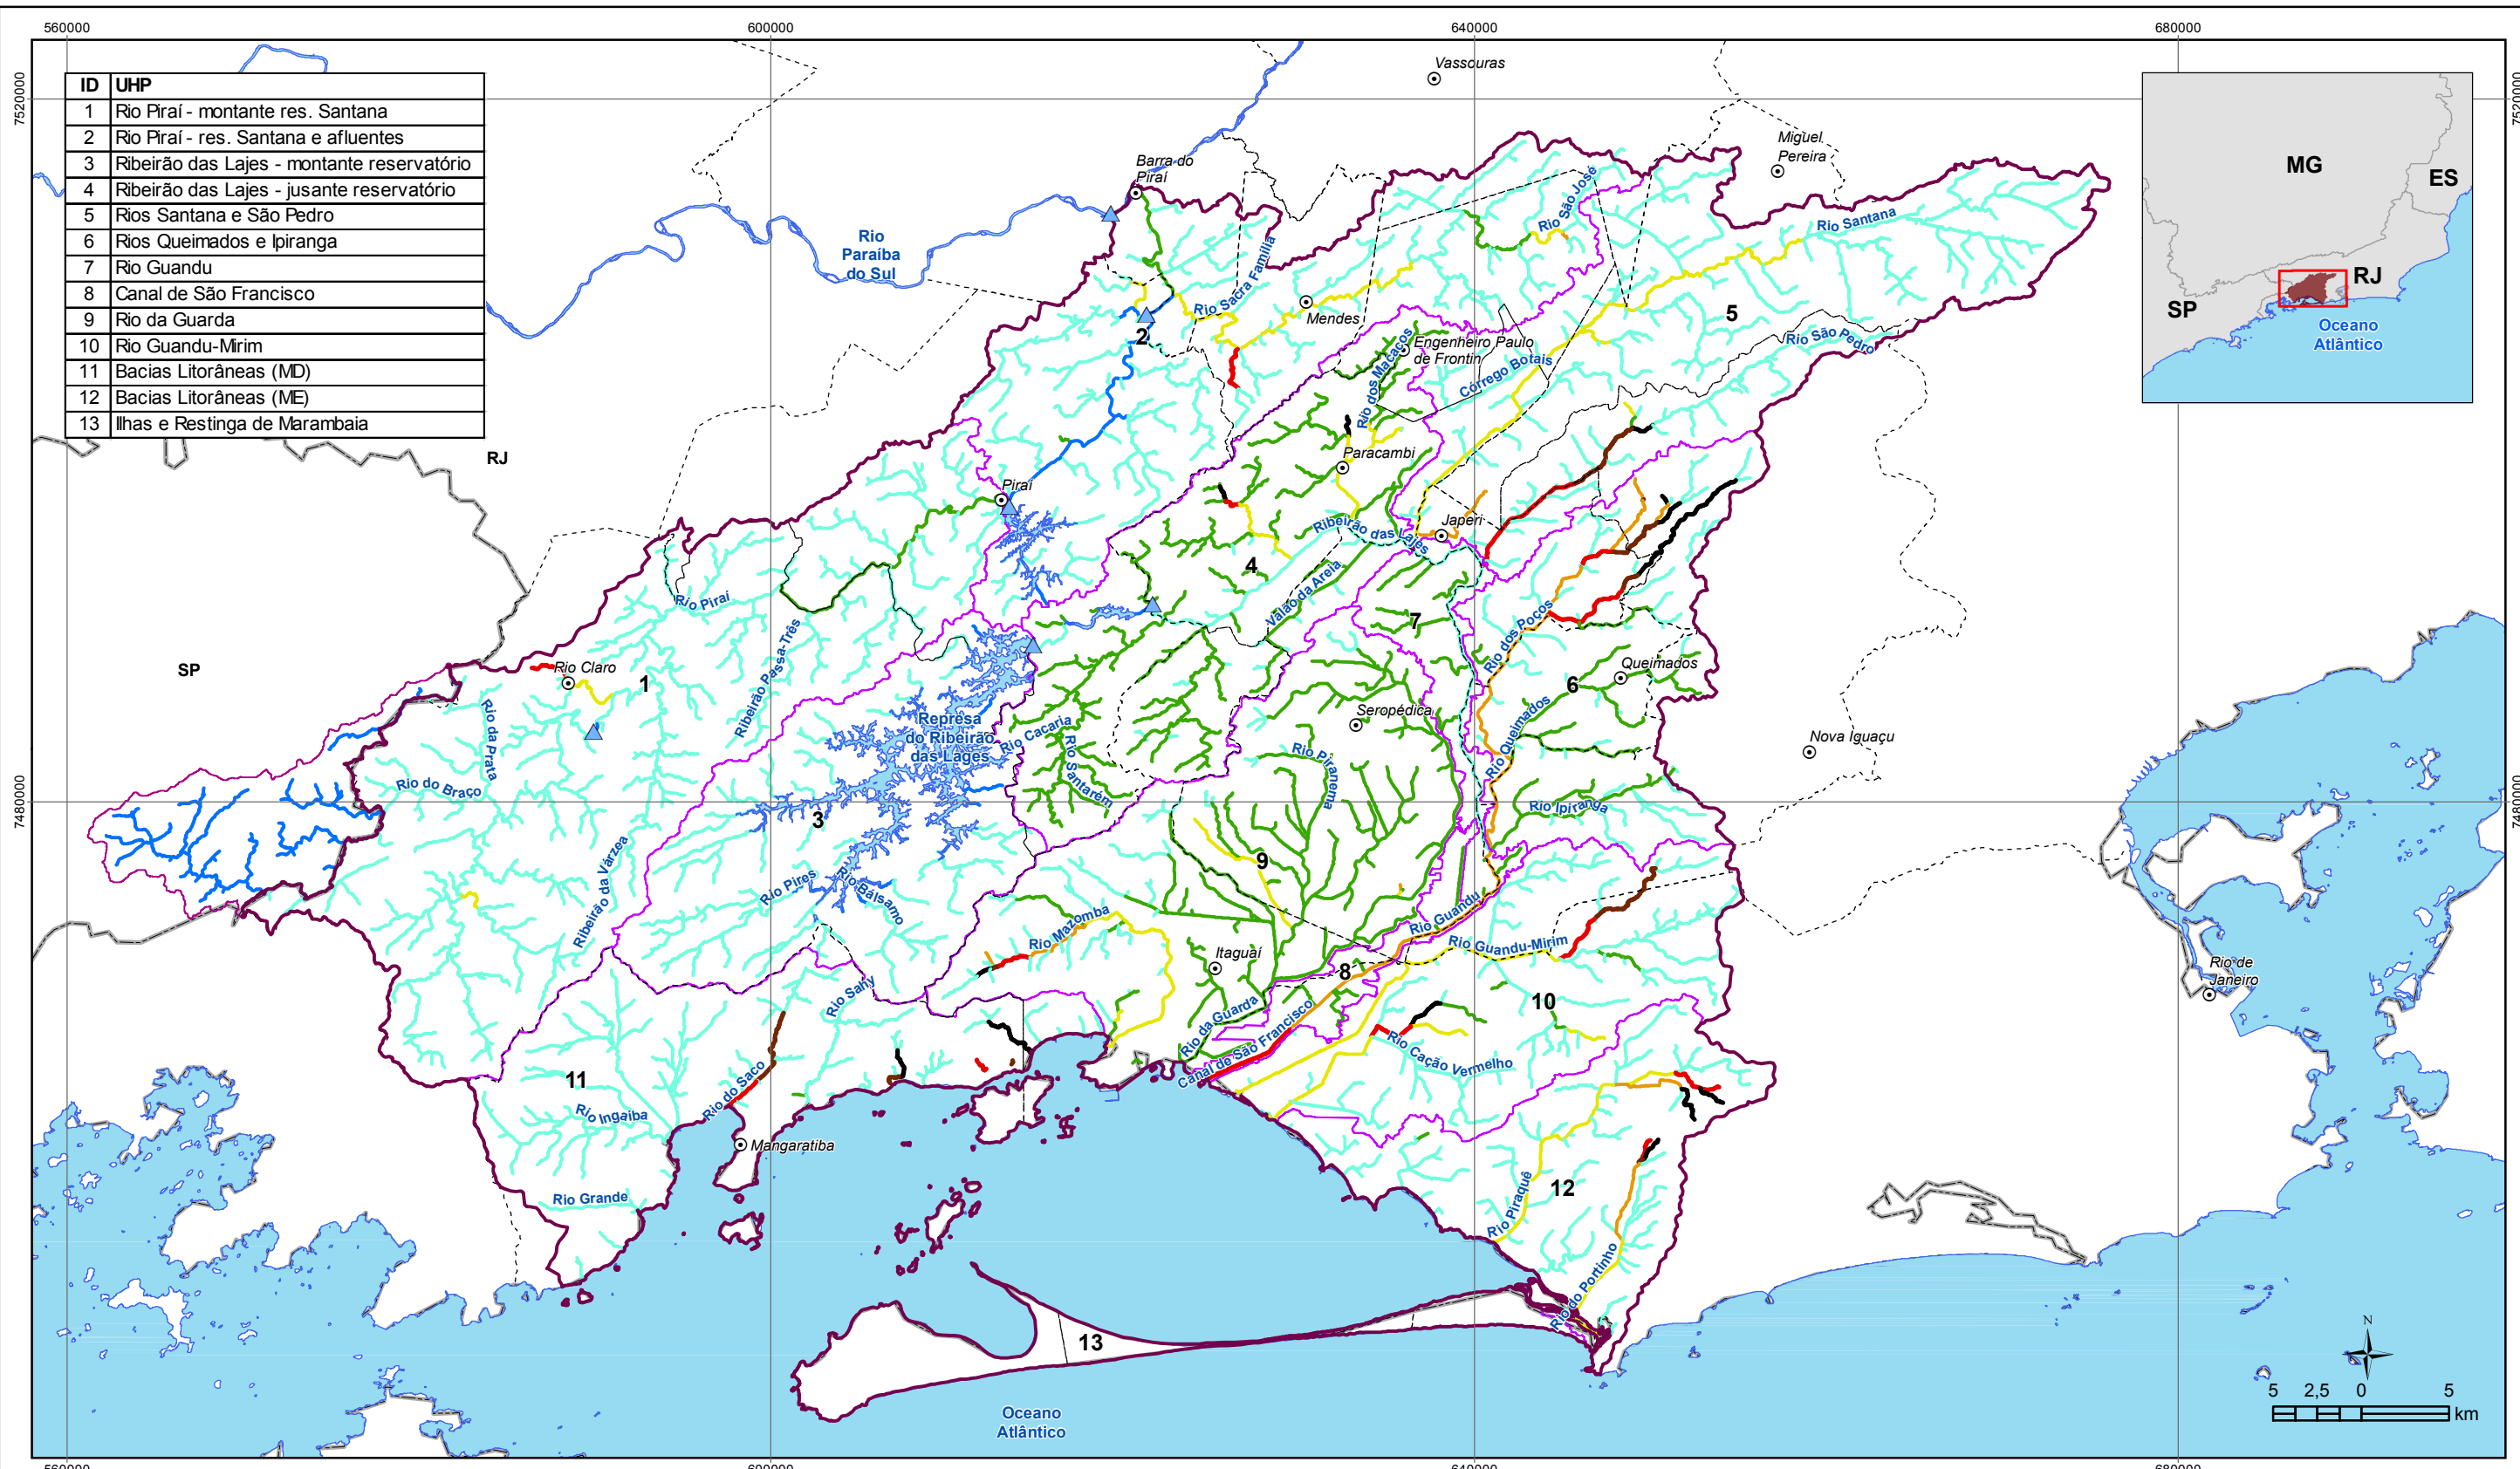 560000
600000
640000
680000
7520000
7520000
ID UHP
1 Rio Piraí - montante res. Santana
2 Rio Piraí - res. Santana e afluentes
3 Ribeirão das Lajes - montante reservatório
4 Ribeirão das Lajes - jusante reservatório
5 Rios Santana e São Pedro
6 Rios Queimados e Ipiranga
7 Rio Guandu
8 Canal de São Francisco
9 Rio da Guarda
10 Rio Guandu-Mirim
11 Bacias Litorâneas (MD)
12 Bacias Litorâneas (ME)
13 Ilhas e Restinga de Marambaia
Vassouras
Miguel
Pereira
Barra do
Piraí
MG
ES
RJ
SP
Oceano
Atlântico
Rio
Paraíba
do Sul
Rio São José
Rio Santana
Rio Sacra Família
Mendes
2
5
Engenheiro Paulo
de Frontin
Rio dos Macacos
Córrego Botais
Rio São Pedro
RJ
Paracambi
Piraí
Ribeirão das Lajes
Japeri
4
Valão da Areia
Rio Piraí
7
Rio dos Poços
Ribeirão Passa-Três
SP
Rio Claro
1
Queimados
6
Rio da Prata
Represa
do Ribeirão
das Lages
Rio Cacaria
Rio Santarém
Seropédica
Rio Queimados
Nova Iguaçu
Rio Piranema
Rio do Braço
7480000
7480000
3
Rio Ipiranga
Ribeirão da Várzea
9
Rio Pires
Rio Bálsamo
Rio Mazomba
Rio Guandu
Rio Guandu-Mirim
Itaguaí
8
Rio de
Janeiro
Rio Sahy
10
Rio da Guarda
Canal de São Francisco
Rio Cação Vermelho
11
Rio do Saco
Rio Ingaíba
Mangaratiba
Rio Grande
12
Rio Piraquê
Rio do Portinho
13
N
Oceano
Atlântico
5 2,5 0 5
km
560000
600000
640000
680000